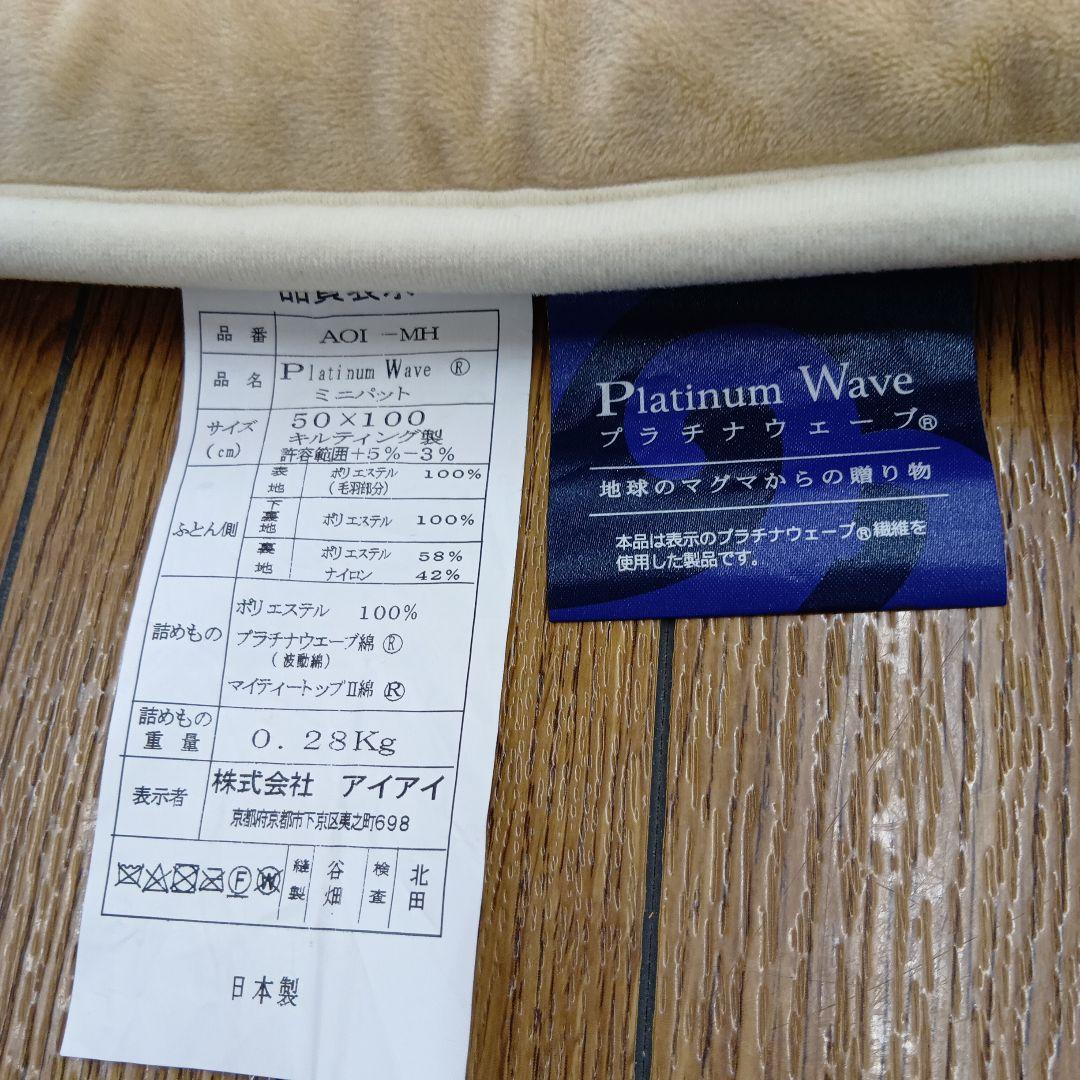 品質表示
品番 AOI-MH
品名 Platinum Wave ®
ミニパット
サイズ(cm) 50×100
キルティング製
許容範囲+5%-3%
ふとん側
表地 ポリエステル 100%
(毛羽部分)
下裏地 ポリエステル 100%
裏地 ポリエステル 58%
ナイロン 42%
詰めもの
ポリエステル 100%
プラチナウエーブ綿 ®
(波動綿)
マイティートップⅡ綿 ®
詰めもの重量 0.28Kg
表示者 株式会社 アイアイ
京都府京都市下京区夷之町698
F W 縫製 谷畑 検査 北田
日本製
Platinum Wave
プラチナウエーブ®
地球のマグマからの贈り物
本品は表示のプラチナウェーブ®繊維を
使用した製品です。